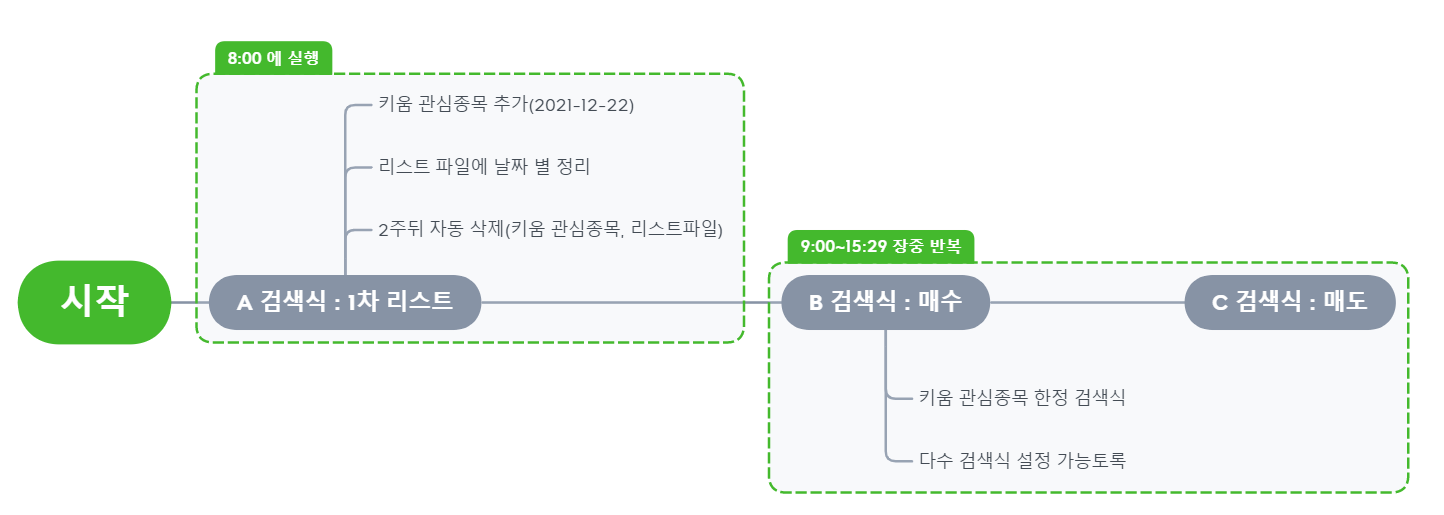 8:00 에 실행
키움 관심종목 추가(2021-12-22)
리스트 파일에 날짜 별 정리
2주뒤 자동 삭제(키움 관심종목, 리스트파일)
시작
A 검색식 : 1차 리스트
9:00~15:29 장중 반복
B 검색식 : 매수
C 검색식 : 매도
키움 관심종목 한정 검색식
다수 검색식 설정 가능토록